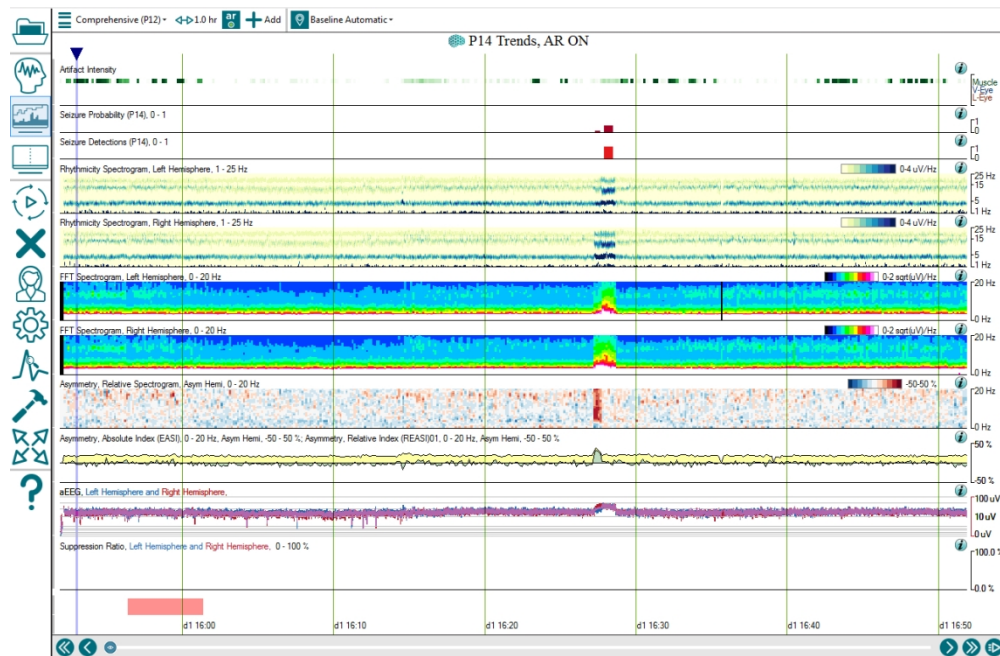 Comprehensive (P12) 1.0 hr ar Add Baseline Automatic
P14 Trends, AR ON
Artifact Intensity
Muscle
V-Eye
L-Eye
Seizure Probability (P14), 0 - 1
1
0
Seizure Detections (P14), 0 - 1
1
0
Rhythmicity Spectrogram, Left Hemisphere, 1 - 25 Hz
0-4 uV/Hz
25 Hz
15
5
1 Hz
Rhythmicity Spectrogram, Right Hemisphere, 1 - 25 Hz
0-4 uV/Hz
25 Hz
15
5
1 Hz
FFT Spectrogram, Left Hemisphere, 0 - 20 Hz
0-2 sqrt(uV)/Hz
20 Hz
0 Hz
FFT Spectrogram, Right Hemisphere, 0 - 20 Hz
0-2 sqrt(uV)/Hz
20 Hz
0 Hz
Asymmetry, Relative Spectrogram, Asym Hemi, 0 - 20 Hz
-50-50 %
20 Hz
0 Hz
Asymmetry, Absolute Index (EASI), 0 - 20 Hz, Asym Hemi, -50 - 50 %; Asymmetry, Relative Index (REASI)01, 0 - 20 Hz, Asym Hemi, -50 - 50 %
50 %
-50 %
aEEG, Left Hemisphere and Right Hemisphere,
100 uV
10 uV
0 uV
Suppression Ratio, Left Hemisphere and Right Hemisphere, 0 - 100 %
100.0 %
0.0 %
d1 16:00 d1 16:10 d1 16:20 d1 16:30 d1 16:40 d1 16:50